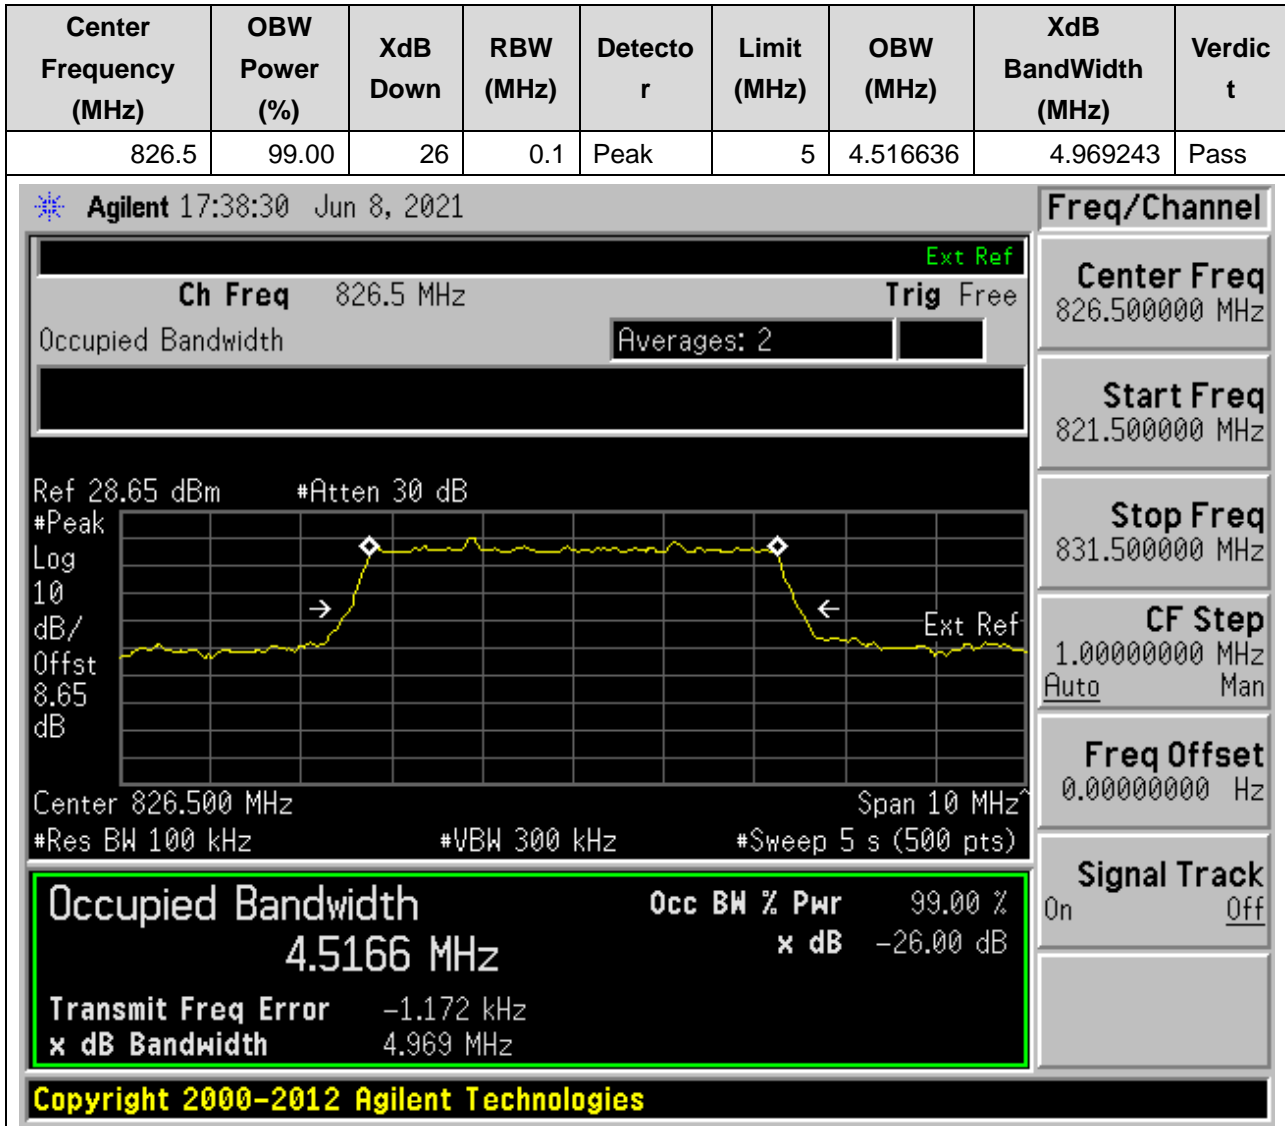 Center Frequency (MHz) OBW Power (%) XdB Down RBW (MHz) Detecto r Limit (MHz) OBW (MHz) XdB BandWidth (MHz) Verdic t
826.5 99.00 26 0.1 Peak 5 4.516636 4.969243 Pass
Agilent 17:38:30 Jun 8, 2021
Freq/Channel
Ext Ref
Ch Freq 826.5 MHz Trig Free
Occupied Bandwidth Averages: 2
Center Freq
826.500000 MHz
Start Freq
821.500000 MHz
Stop Freq
831.500000 MHz
CF Step
1.00000000 MHz
Auto Man
Freq Offset
0.00000000 Hz
Signal Track
On Off
Ref 28.65 dBm #Atten 30 dB
#Peak
Log
10
dB/
Offst
8.65
dB
Ext Ref
Center 826.500 MHz Span 10 MHz^
#Res BW 100 kHz #VBW 300 kHz #Sweep 5 s (500 pts)
Occupied Bandwidth Occ BW % Pwr 99.00 %
4.5166 MHz x dB -26.00 dB
Transmit Freq Error -1.172 kHz
x dB Bandwidth 4.969 MHz
Copyright 2000-2012 Agilent Technologies